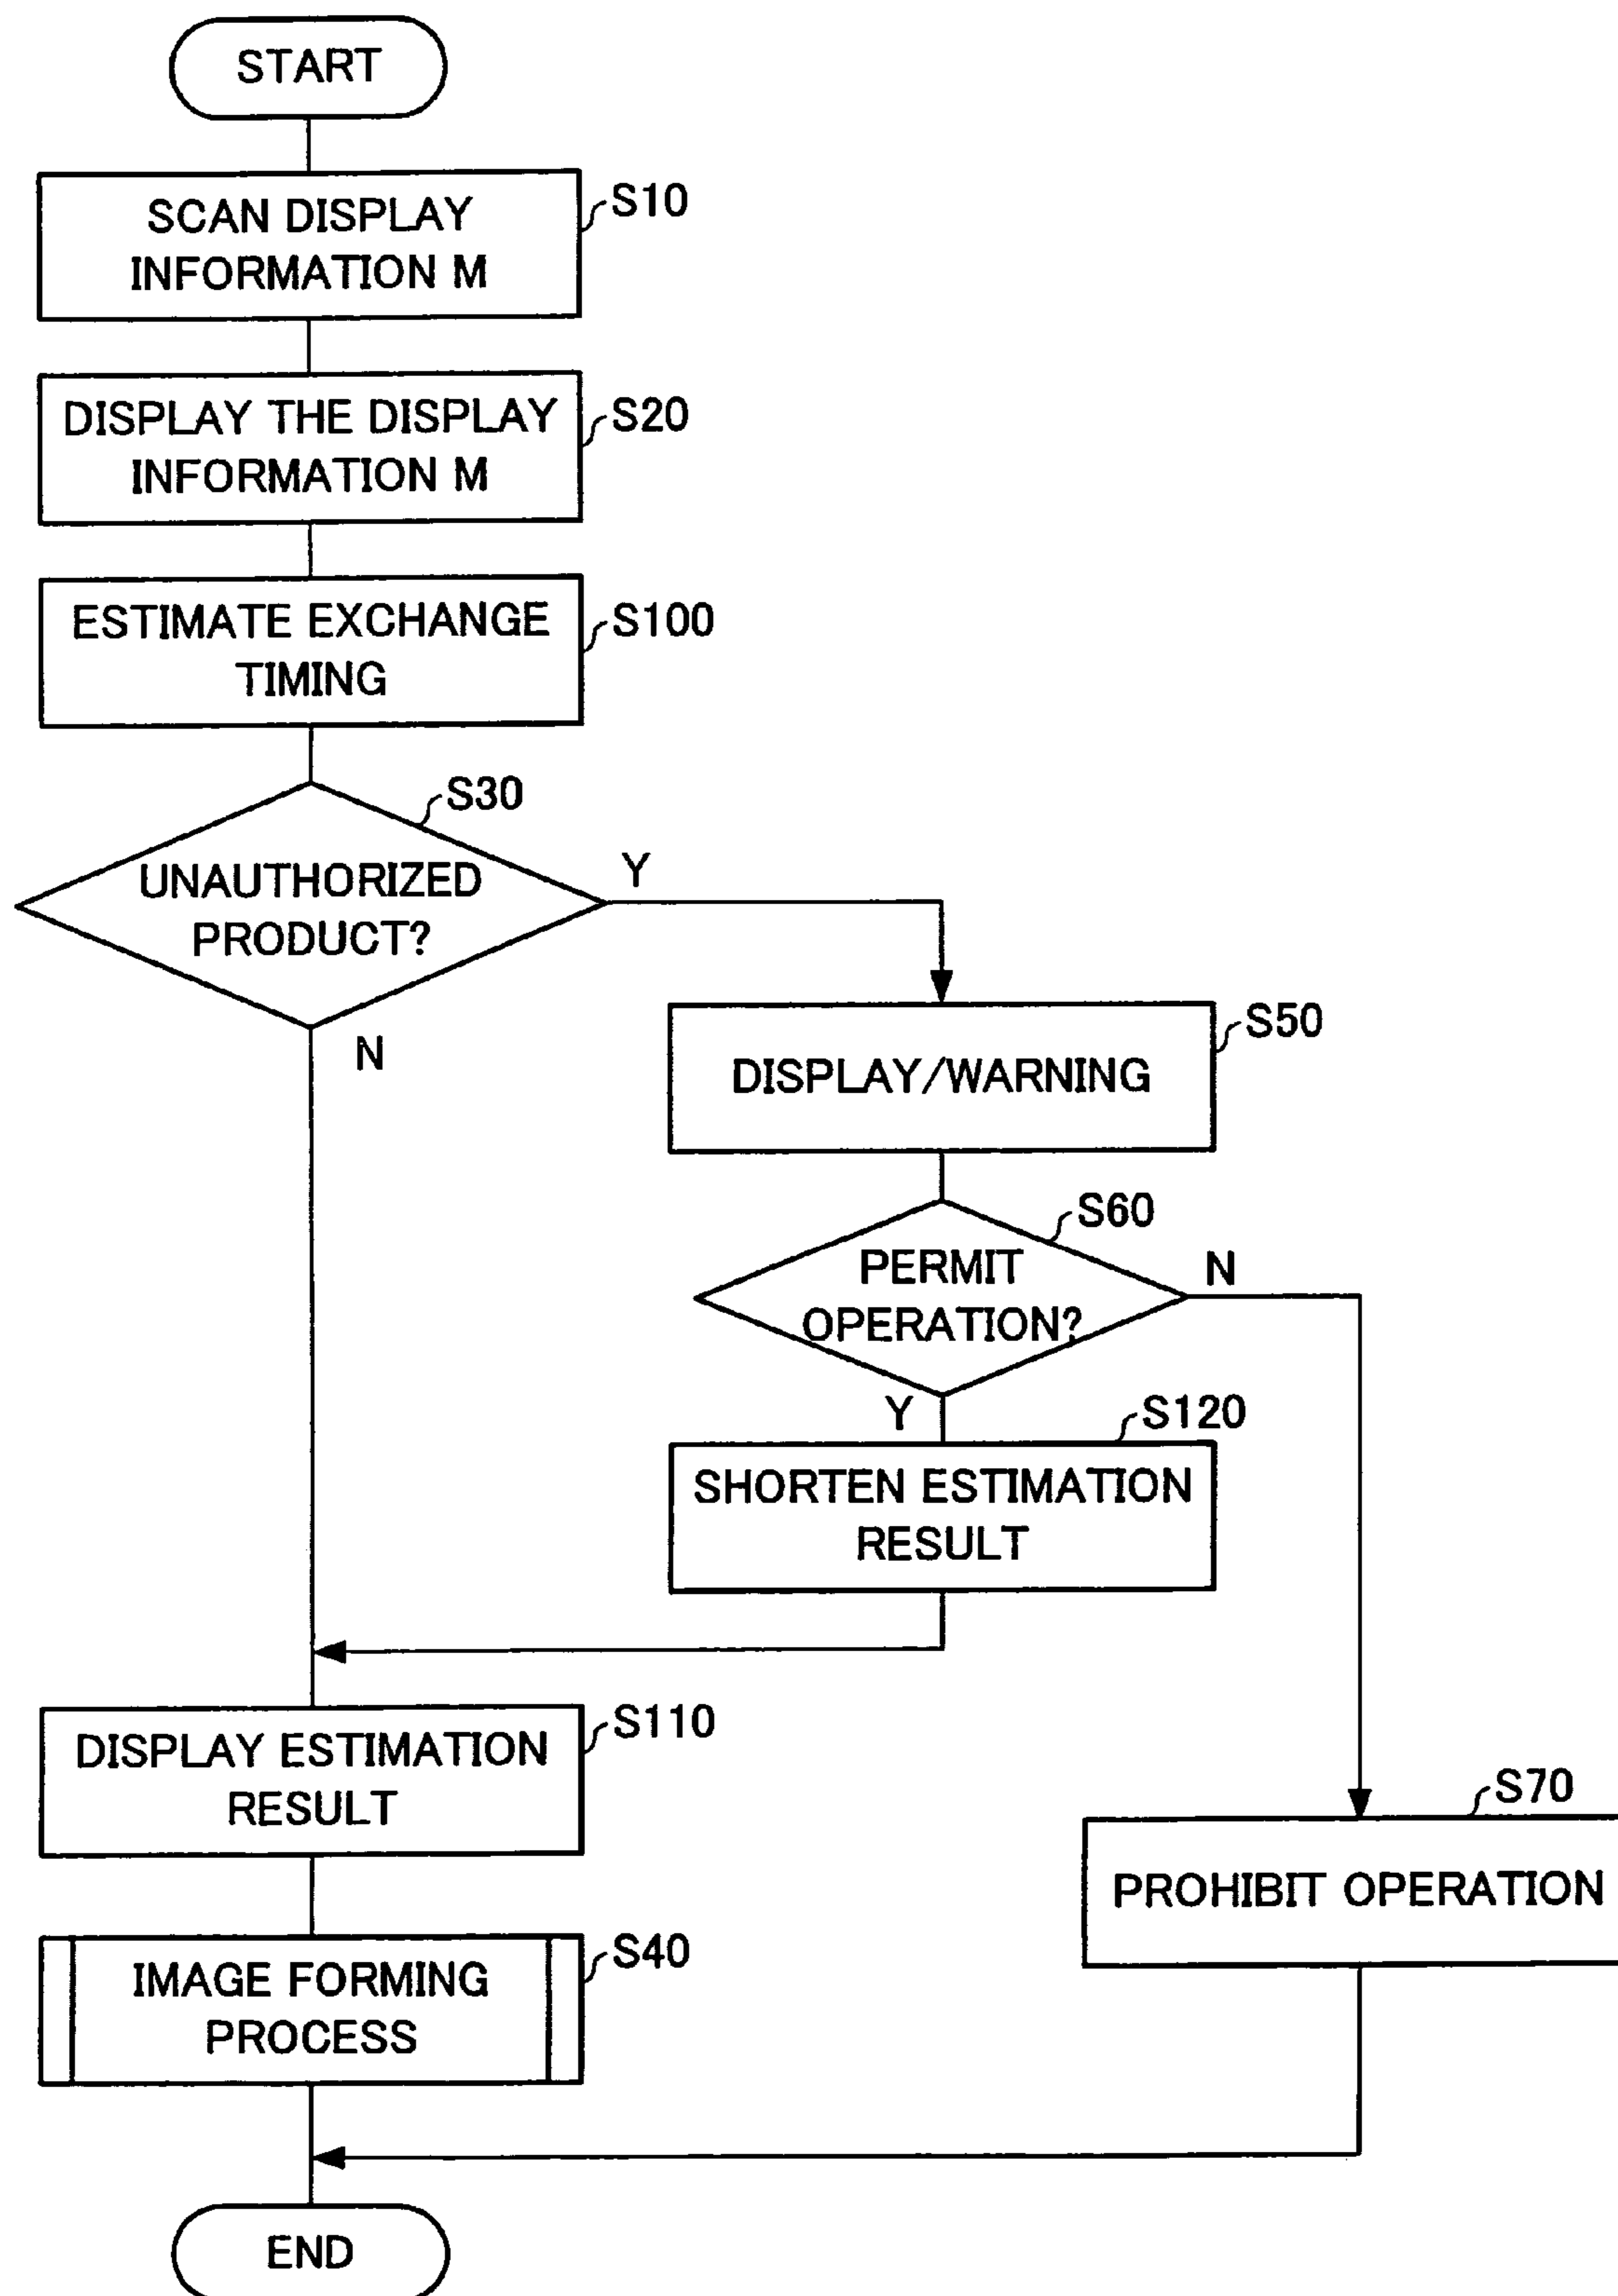 START
SCAN DISPLAY
INFORMATION M
S10
DISPLAY THE DISPLAY
INFORMATION M
S20
ESTIMATE EXCHANGE
TIMING
S100
S30
UNAUTHORIZED
PRODUCT?
Y
N
S50
DISPLAY/WARNING
S60
PERMIT
OPERATION?
N
Y
S120
SHORTEN ESTIMATION
RESULT
S110
DISPLAY ESTIMATION
RESULT
S70
PROHIBIT OPERATION
S40
IMAGE FORMING
PROCESS
END